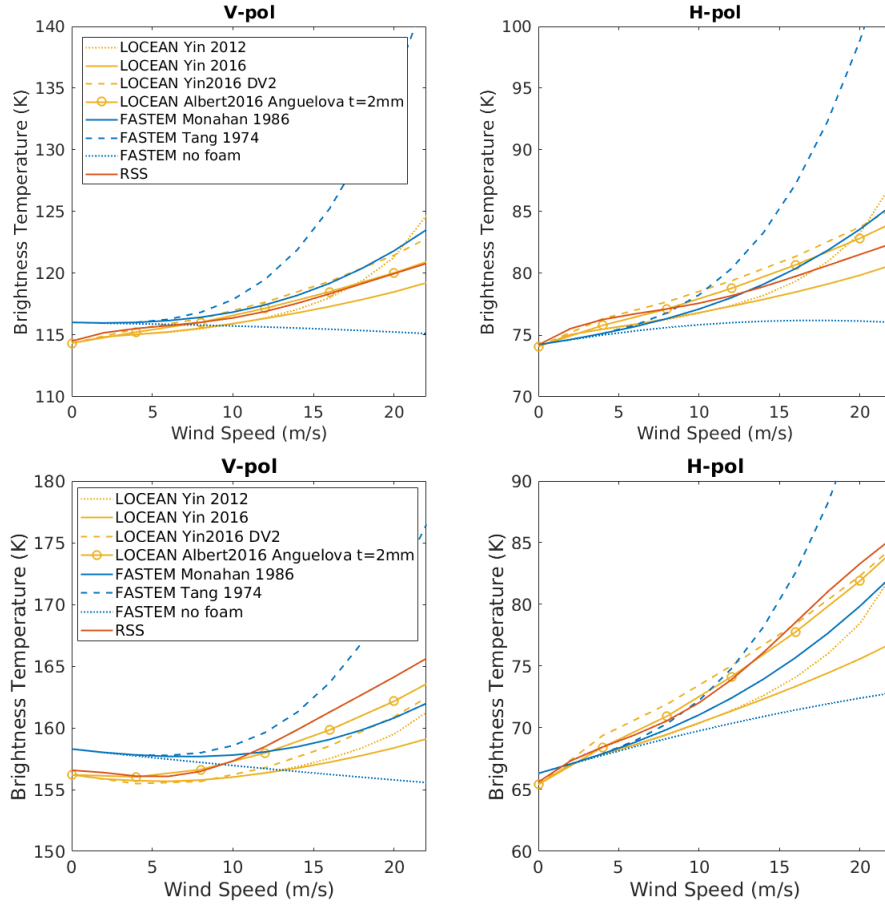 V-pol
H-pol
140
135
130
125
120
115
110
Brightness Temperature (K)
LOCEAN Yin 2012
LOCEAN Yin 2016
LOCEAN Yin2016 DV2
LOCEAN Albert2016 Anguelova t=2mm
FASTEM Monahan 1986
FASTEM Tang 1974
FASTEM no foam
RSS
0 5 10 15 20
Wind Speed (m/s)
100
95
90
85
80
75
70
Brightness Temperature (K)
0 5 10 15 20
Wind Speed (m/s)
V-pol
H-pol
180
175
170
165
160
155
150
Brightness Temperature (K)
LOCEAN Yin 2012
LOCEAN Yin 2016
LOCEAN Yin2016 DV2
LOCEAN Albert2016 Anguelova t=2mm
FASTEM Monahan 1986
FASTEM Tang 1974
FASTEM no foam
RSS
0 5 10 15 20
Wind Speed (m/s)
90
85
80
75
70
65
60
Brightness Temperature (K)
0 5 10 15 20
Wind Speed (m/s)